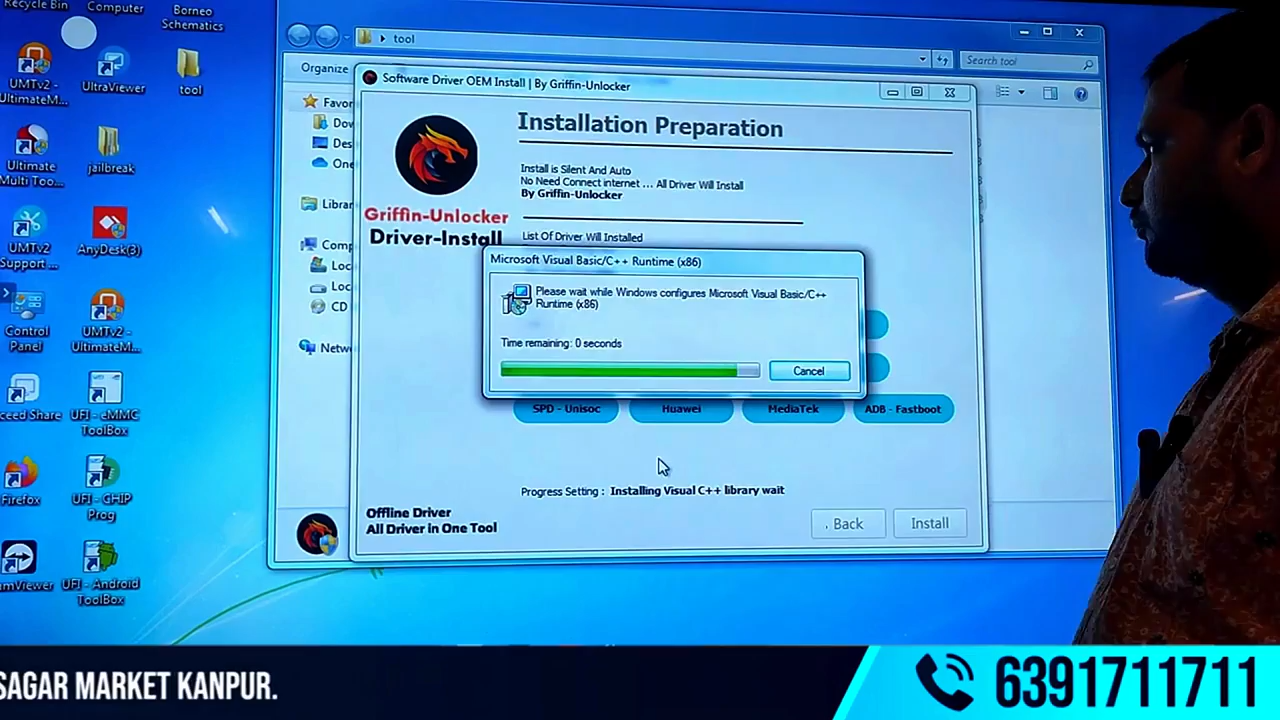 Recycle Bin
Computer
Borneo
Schematics
UMTv2 -
UltimateM...
UltraViewer
tool
Ultimate
Multi Too...
jailbreak
UMTv2
Support ...
AnyDesk(3)
Control
Panel
UMTv2 -
UltimateM...
ceed Share
UFI - eMMC
ToolBox
Firefox
UFI - CHIP
Prog
mViewer
UFI - Android
ToolBox
tool
Search tool
Organize
Favor
Dow
Des
One
Librar
Comp
Loc
Loc
CD
Netw
Software Driver OEM Install | By Griffin-Unlocker
Installation Preparation
Install is Silent And Auto
No Need Connect internet ... All Driver Will Install
By Griffin-Unlocker
Griffin-Unlocker
Driver-Install
List Of Driver Will Installed
Microsoft Visual Basic/C++ Runtime (x86)
Please wait while Windows configures Microsoft Visual Basic/C++
Runtime (x86)
Time remaining: 0 seconds
Cancel
SPD - Unisoc
Huawei
MediaTek
ADB - Fastboot
Progress Setting : Installing Visual C++ library wait
Offline Driver
All Driver in One Tool
Back
Install
SAGAR MARKET KANPUR.
6391711711